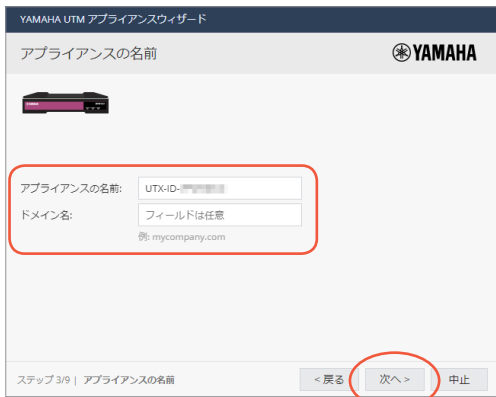 YAMAHA UTM アプライアンスウィザード
アプライアンスの名前
YAMAHA
アプライアンスの名前: UTX-ID-
ドメイン名: フィールドは任意
例: mycompany.com
ステップ 3/9 | アプライアンスの名前 < 戻る 次へ > 中止